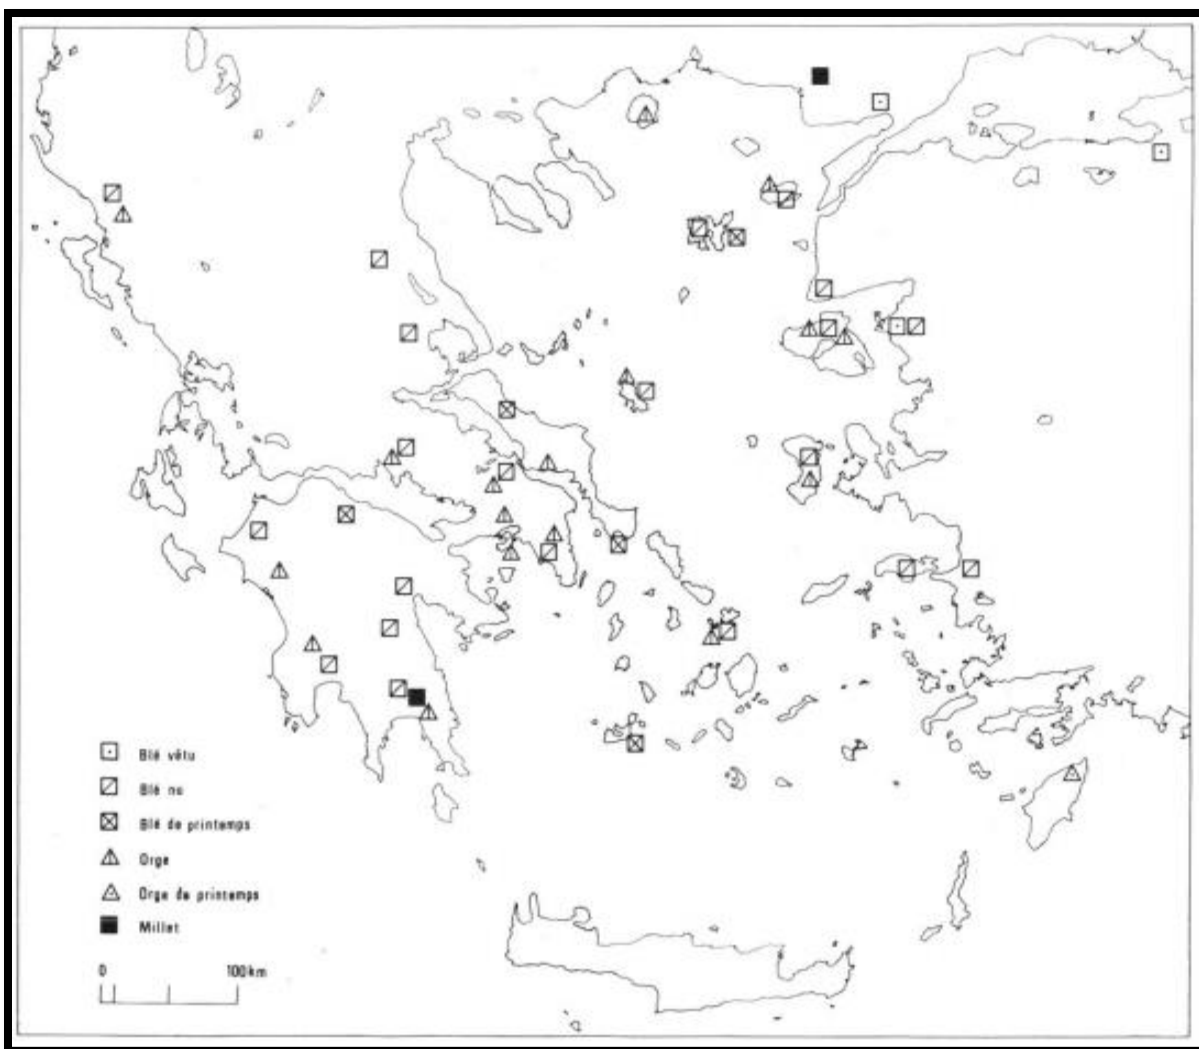 Blé vêtu
Blé nu
Blé de printemps
Orge
Orge de printemps
Millet
0 100km